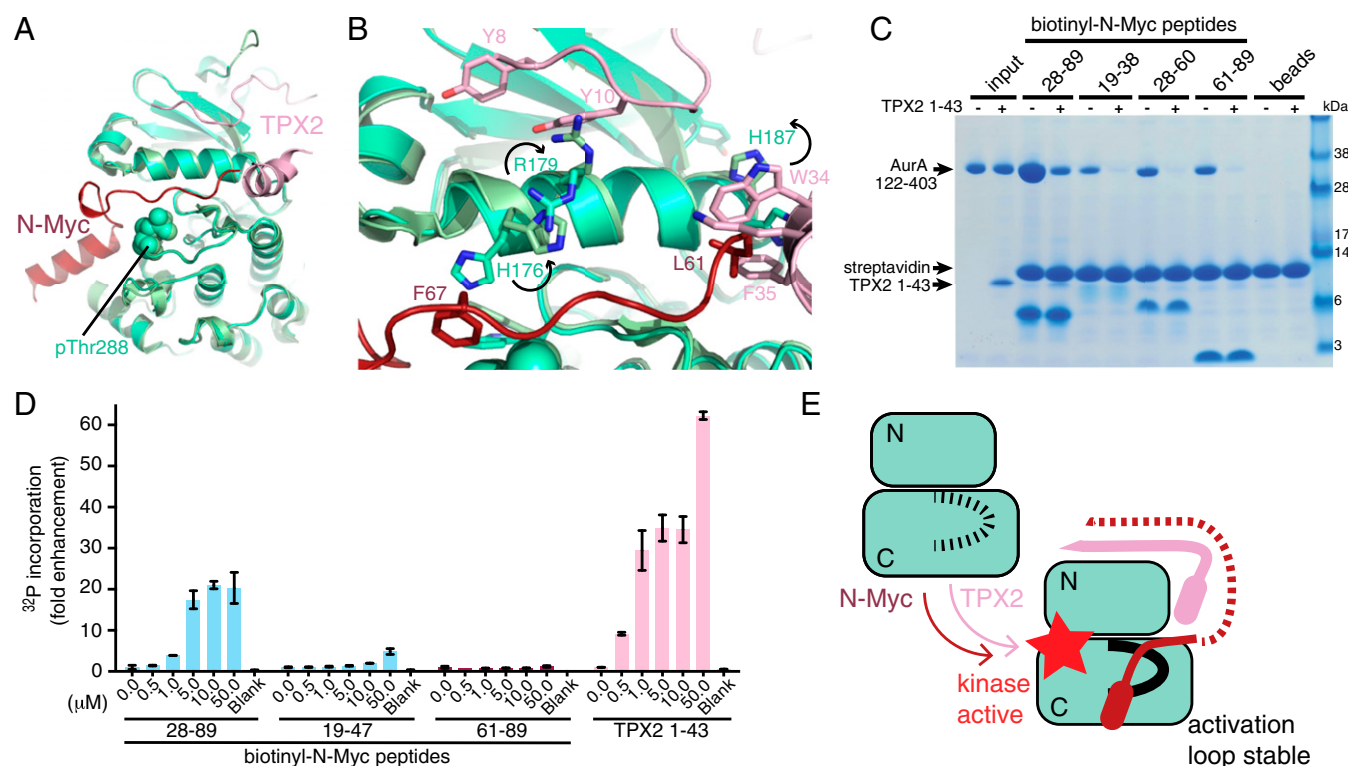 A
TPX2
N-Myc
pThr288
B
Y8
Y10
R179
H187
W34
H176
L61
F67
F35
C
biotinyl-N-Myc peptides
input
28-89
19-38
28-60
61-89
beads
TPX2 1-43 - + - + - + - + - + - +
kDa
AurA
122-403
streptavidin
TPX2 1-43
38
28
17
14
6
3
D
32P incorporation
(fold enhancement)
60
50
40
30
20
10
0
(µM)
0.0 0.5 1.0 5.0 10.0 50.0 Blank
0.0 0.5 1.0 5.0 10.0 50.0 Blank
0.0 0.5 1.0 5.0 10.0 50.0 Blank
0.0 0.5 1.0 5.0 10.0 50.0 Blank
28-89 19-47 61-89 TPX2 1-43
biotinyl-N-Myc peptides
E
N
C
N-Myc
TPX2
N
kinase
active
C
activation
loop stable